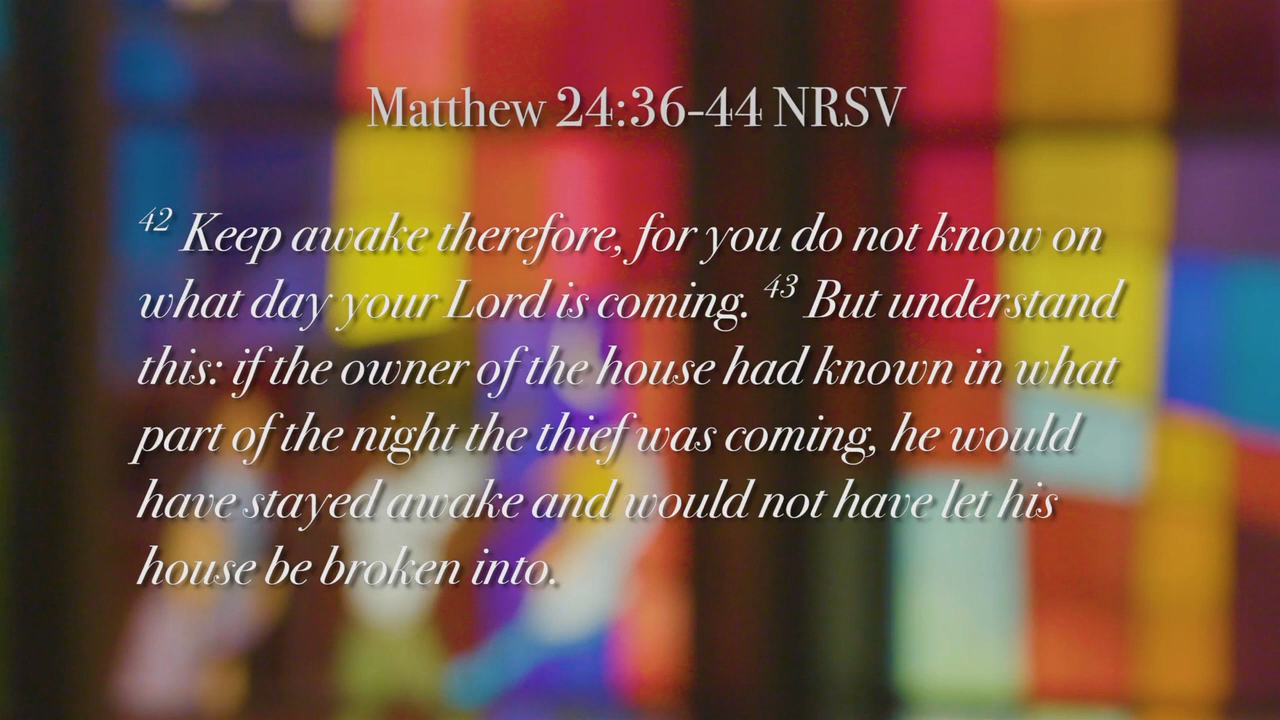 Matthew 24:36-44 NRSV
42 Keep awake therefore, for you do not know on
what day your Lord is coming. 43 But understand
this: if the owner of the house had known in what
part of the night the thief was coming, he would
have stayed awake and would not have let his
house be broken into.